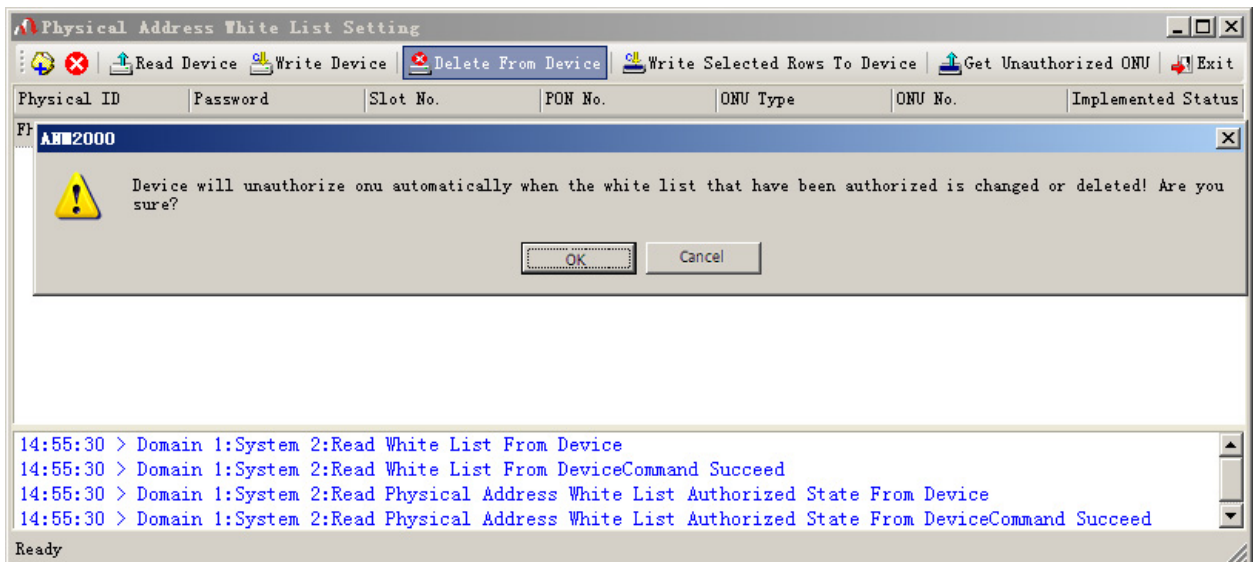 Physical Address White List Setting
Read Device Write Device Delete From Device Write Selected Rows To Device Get Unauthorized ONU Exit
Physical ID Password Slot No. PON No. ONU Type ONU No. Implemented Status
ANM2000
Device will unauthorize onu automatically when the white list that have been authorized is changed or deleted! Are you
sure?
OK Cancel
14:55:30 > Domain 1:System 2:Read White List From Device
14:55:30 > Domain 1:System 2:Read White List From DeviceCommand Succeed
14:55:30 > Domain 1:System 2:Read Physical Address White List Authorized State From Device
14:55:30 > Domain 1:System 2:Read Physical Address White List Authorized State From DeviceCommand Succeed
Ready